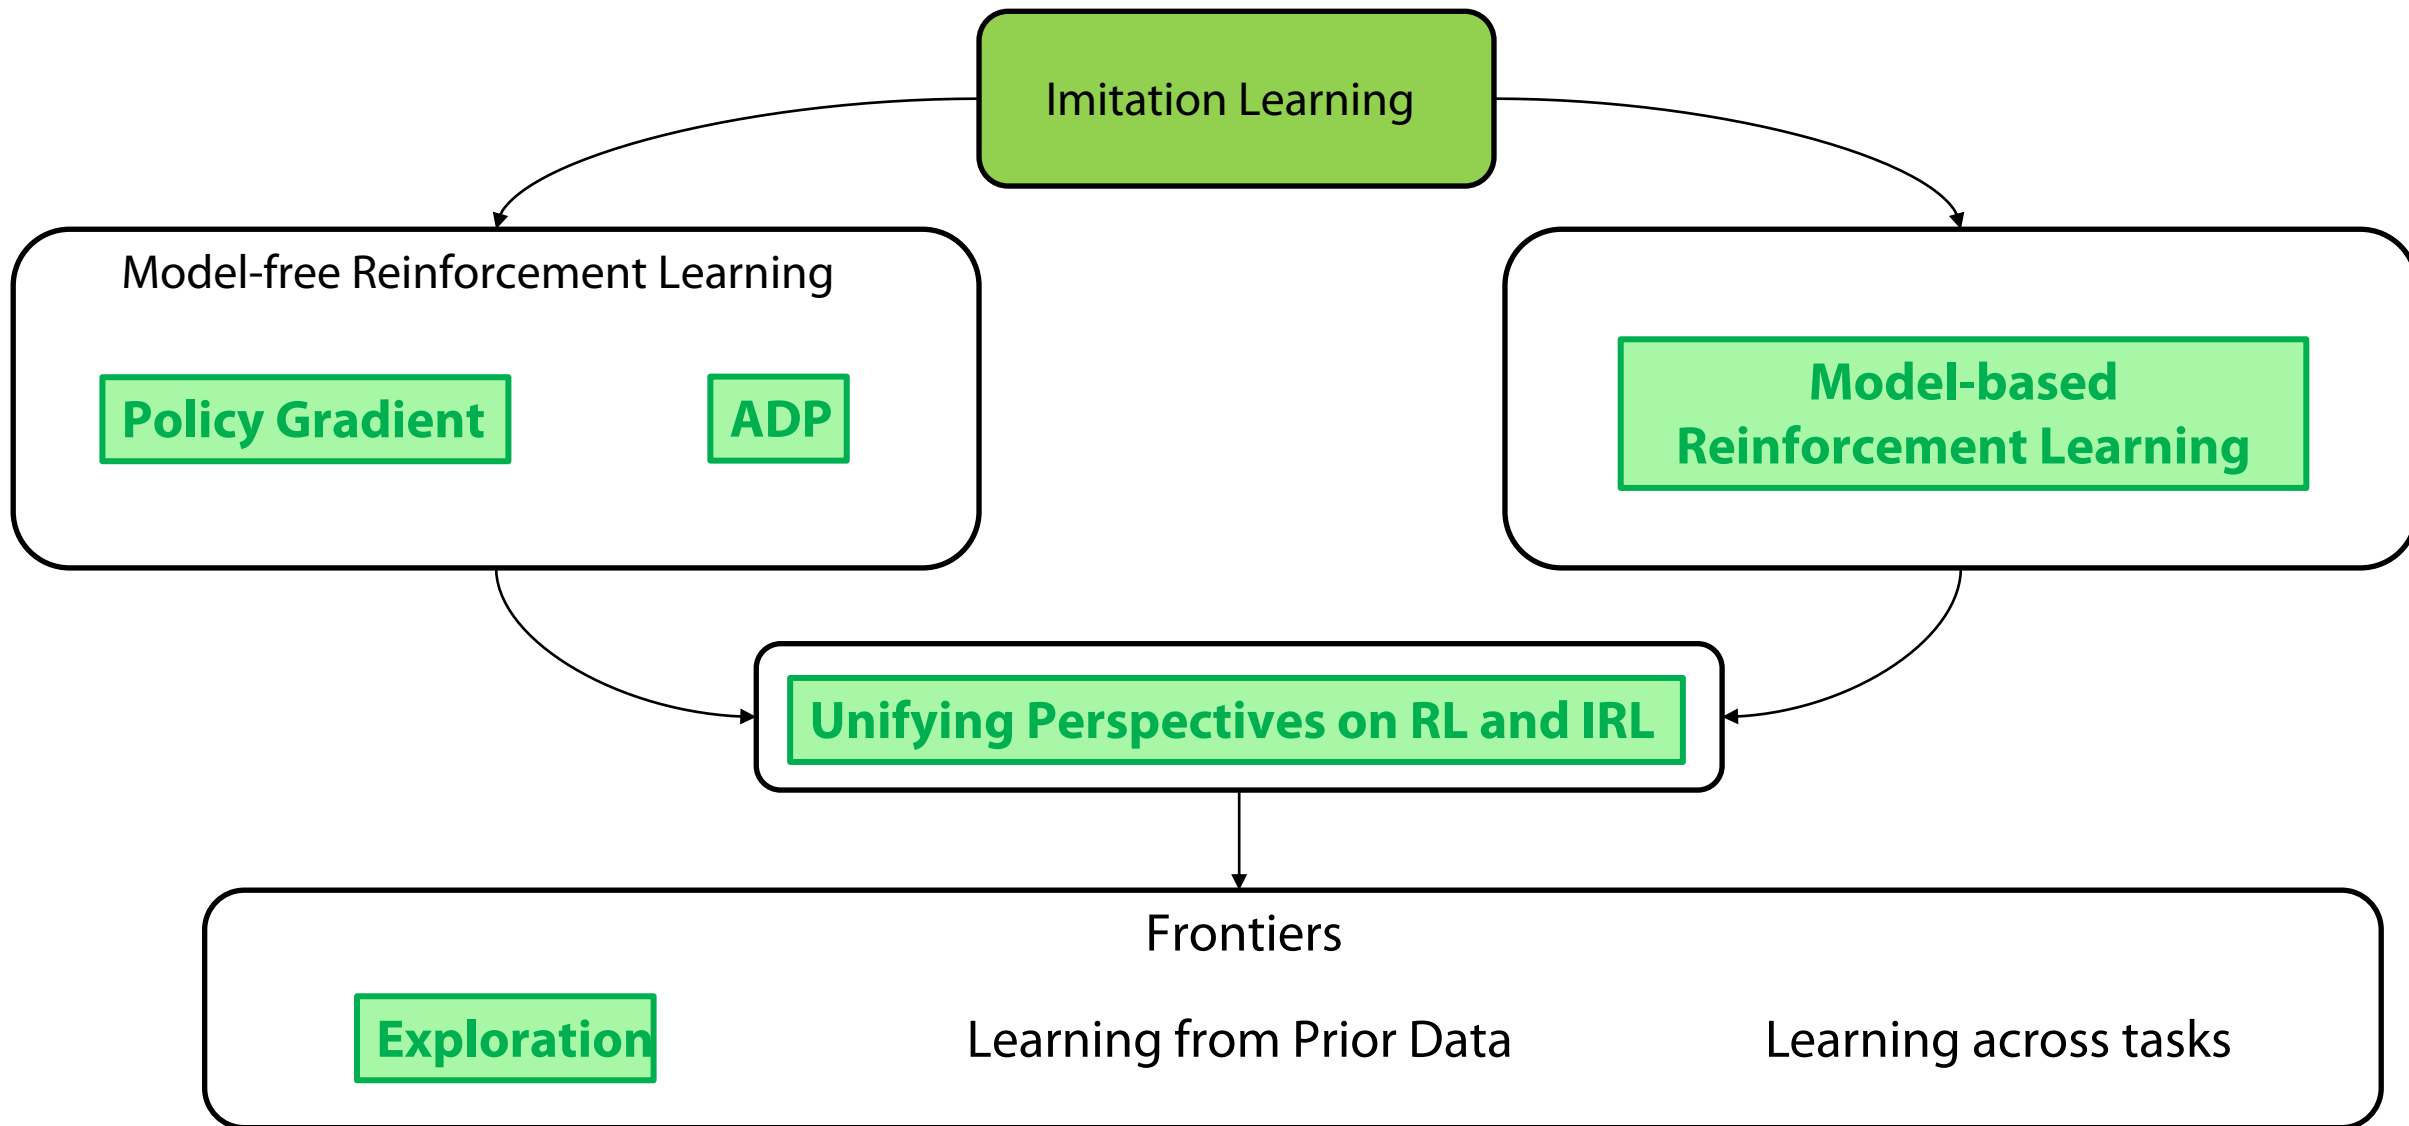 Imitation Learning
Model-free Reinforcement Learning
Policy Gradient
ADP
Model-based
Reinforcement Learning
Unifying Perspectives on RL and IRL
Frontiers
Exploration
Learning from Prior Data
Learning across tasks